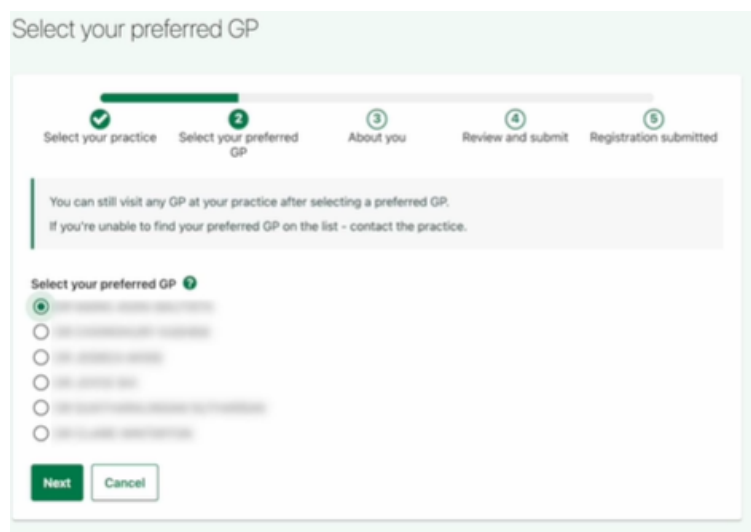 Select your preferred GP
2
3
4
5
Select your practice
Select your preferred
GP
About you
Review and submit
Registration submitted
You can still visit any GP at your practice after selecting a preferred GP.
If you're unable to find your preferred GP on the list - contact the practice.
Select your preferred GP ?
Next
Cancel